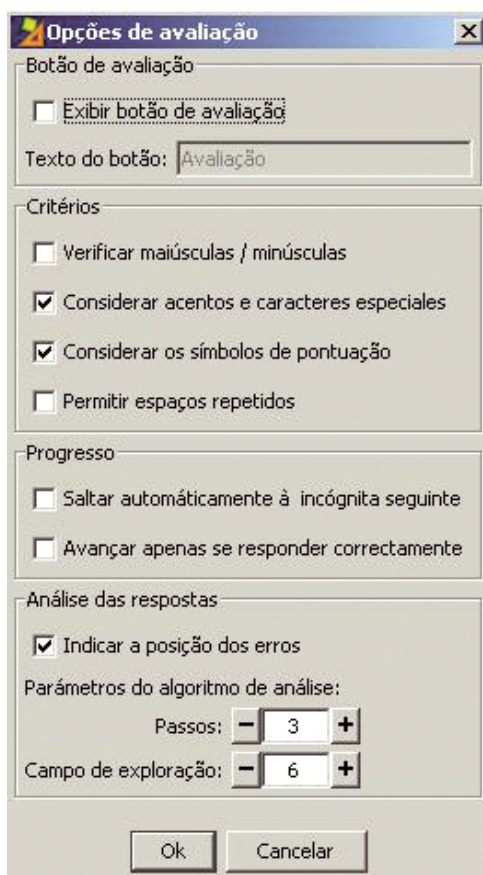 Opções de avaliação
Botão de avaliação
Exibir botão de avaliação
Texto do botão: Avaliação
Critérios
Verificar maiúsculas / minúsculas
Considerar acentos e caracteres especiales
Considerar os símbolos de pontuação
Permitir espaços repetidos
Progresso
Saltar automáticamente à incógnita seguinte
Avançar apenas se responder correctamente
Análise das respostas
Indicar a posição dos erros
Parámetros do algoritmo de análise:
Passos: - 3 +
Campo de exploração: - 6 +
Ok Cancelar